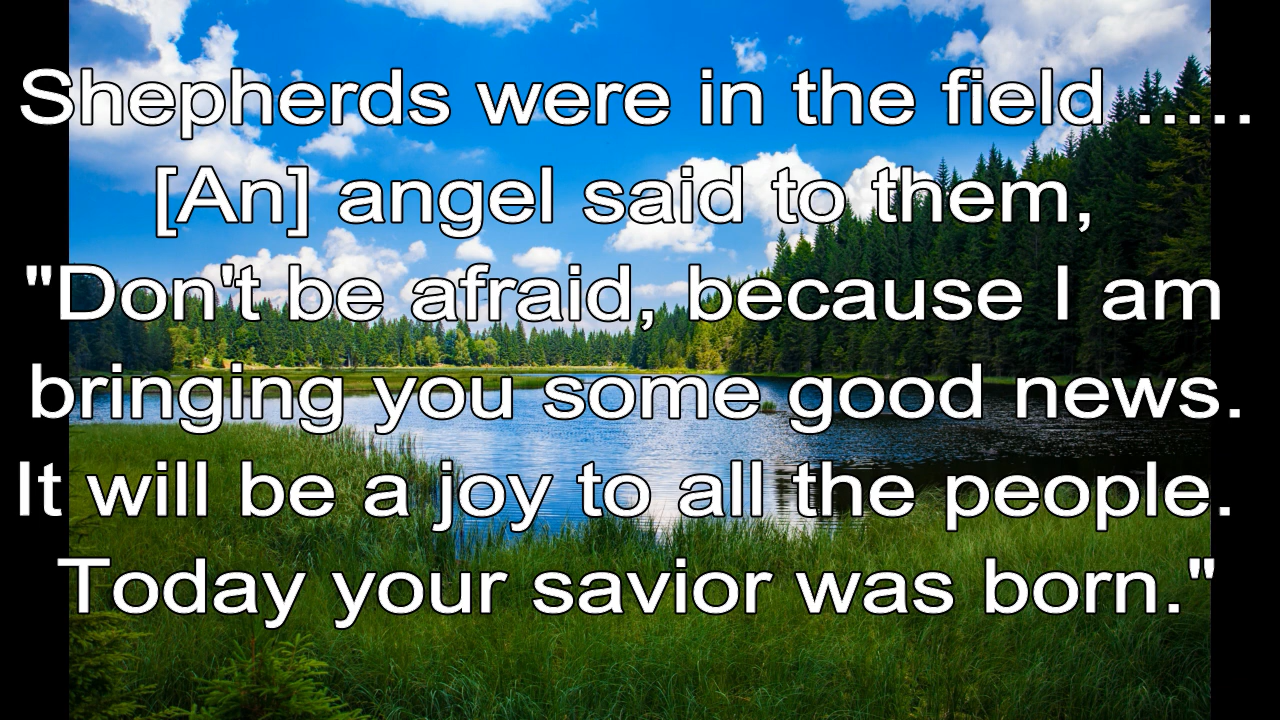 Shepherds were in the field .....
[An] angel said to them,
"Don't be afraid, because I am
bringing you some good news.
It will be a joy to all the people.
Today your savior was born."